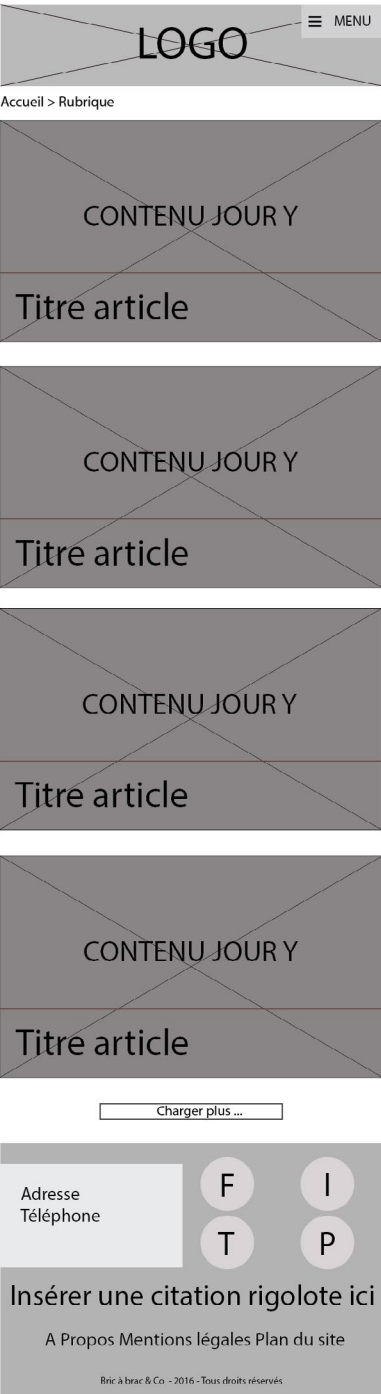 LOGO
MENU
Accueil > Rubrique
CONTENU JOUR Y
Titre article
CONTENU JOUR Y
Titre article
CONTENU JOUR Y
Titre article
CONTENU JOUR Y
Titre article
Charger plus ...
Adresse
Téléphone
F I
T P
Insérer une citation rigolote ici
A Propos Mentions légales Plan du site
Bric à brac & Co - 2016 - Tous droits réservés